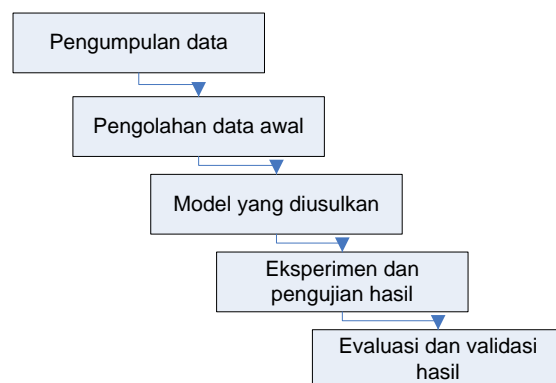 Pengumpulan data
Pengolahan data awal
Model yang diusulkan
Eksperimen dan
pengujian hasil
Evaluasi dan validasi
hasil